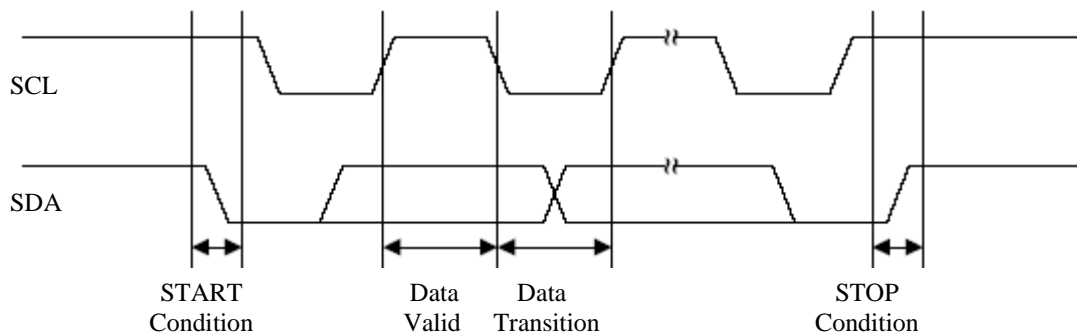 SCL
SDA
START
Condition
Data
Valid
Data
Transition
STOP
Condition